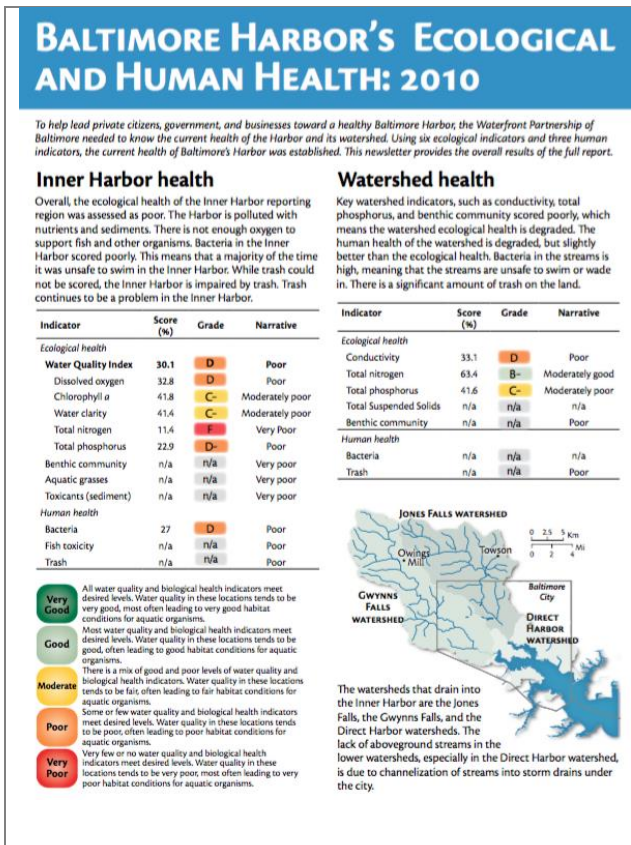 BALTIMORE HARBOR'S ECOLOGICAL
AND HUMAN HEALTH: 2010
To help lead private citizens, government, and businesses toward a healthy Baltimore Harbor, the Waterfront Partnership of
Baltimore needed to know the current health of the Harbor and its watershed. Using six ecological indicators and three human
indicators, the current health of Baltimore's Harbor was established. This newsletter provides the overall results of the full report.
Inner Harbor health
Overall, the ecological health of the Inner Harbor reporting
region was assessed as poor. The Harbor is polluted with
nutrients and sediments. There is not enough oxygen to
support fish and other organisms. Bacteria in the Inner
Harbor scored poorly. This means that a majority of the time
it was unsafe to swim in the Inner Harbor. While trash could
not be scored, the Inner Harbor is impaired by trash. Trash
continues to be a problem in the Inner Harbor.
Indicator Score (%) Grade Narrative
Ecological health
Water Quality Index 30.1 D Poor
Dissolved oxygen 32.8 D Poor
Chlorophyll a 41.8 C- Moderately poor
Water clarity 41.4 C- Moderately poor
Total nitrogen 11.4 F Very Poor
Total phosphorus 22.9 D- Poor
Benthic community n/a n/a Very poor
Aquatic grasses n/a n/a Very poor
Toxicants (sediment) n/a n/a Very poor
Human health
Bacteria 27 D Poor
Fish toxicity n/a n/a Poor
Trash n/a n/a Poor
Very Good
All water quality and biological health indicators meet
desired levels. Water quality in these locations tends to be
very good, most often leading to very good habitat
conditions for aquatic organisms.
Good
Most water quality and biological health indicators meet
desired levels. Water quality in these locations tends to be
good, often leading to good habitat conditions for aquatic
organisms.
Moderate
There is a mix of good and poor levels of water quality and
biological health indicators. Water quality in these locations
tends to be fair, often leading to fair habitat conditions for
aquatic organisms.
Poor
Some or few water quality and biological health indicators
meet desired levels. Water quality in these locations tends
to be poor, often leading to poor habitat conditions for
aquatic organisms.
Very Poor
Very few or no water quality and biological health
indicators meet desired levels. Water quality in these
locations tends to be very poor, most often leading to very
poor habitat conditions for aquatic organisms.
Watershed health
Key watershed indicators, such as conductivity, total
phosphorus, and benthic community scored poorly, which
means the watershed ecological health is degraded. The
human health of the watershed is degraded, but slightly
better than the ecological health. Bacteria in the streams is
high, meaning that the streams are unsafe to swim or wade
in. There is a significant amount of trash on the land.
Indicator Score (%) Grade Narrative
Ecological health
Conductivity 33.1 D Poor
Total nitrogen 63.4 B- Moderately good
Total phosphorus 41.6 C- Moderately poor
Total Suspended Solids n/a n/a n/a
Benthic community n/a n/a Poor
Human health
Bacteria n/a n/a n/a
Trash n/a n/a Poor
JONES FALLS WATERSHED
0 2.5 5 Km
0 2 4 Mi
Owings Mill
Towson
Baltimore City
GWYNNS FALLS WATERSHED
DIRECT HARBOR WATERSHED
The watersheds that drain into
the Inner Harbor are the Jones
Falls, the Gwynns Falls, and the
Direct Harbor watersheds. The
lack of aboveground streams in the
lower watersheds, especially in the Direct Harbor watershed,
is due to channelization of streams into storm drains under
the city.